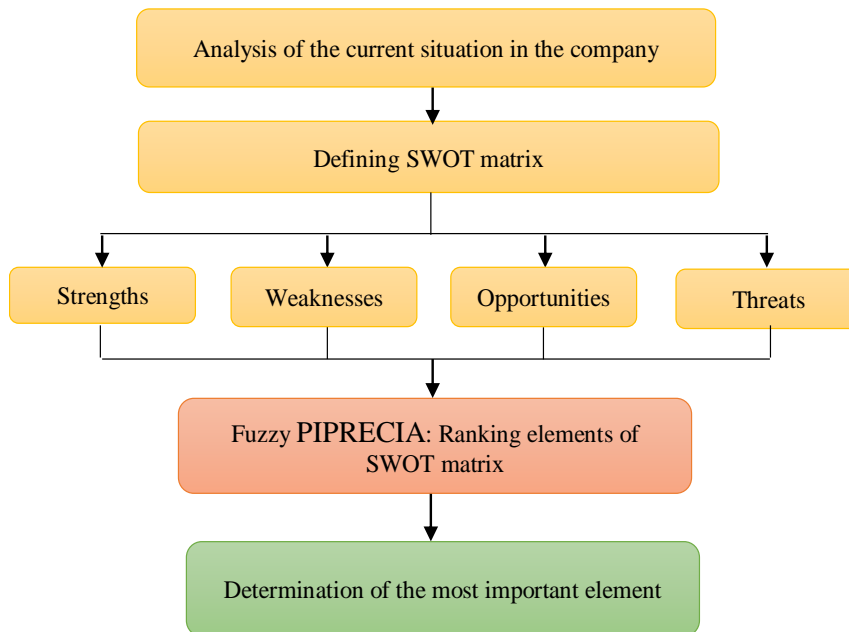 Analysis of the current situation in the company
Defining SWOT matrix
Strengths
Weaknesses
Opportunities
Threats
Fuzzy PIPRECIA: Ranking elements of
SWOT matrix
Determination of the most important element